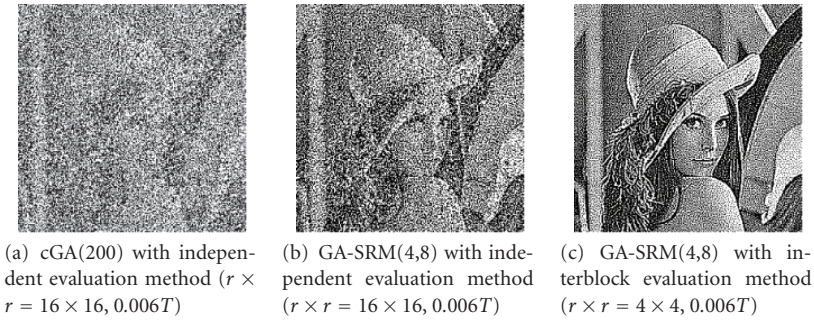 (a) cGA(200) with indepen-
dent evaluation method (r ×
r = 16 × 16, 0.006T)
(b) GA-SRM(4,8) with inde-
pendent evaluation method
(r × r = 16 × 16, 0.006T)
(c) GA-SRM(4,8) with in-
terblock evaluation method
(r × r = 4 × 4, 0.006T)